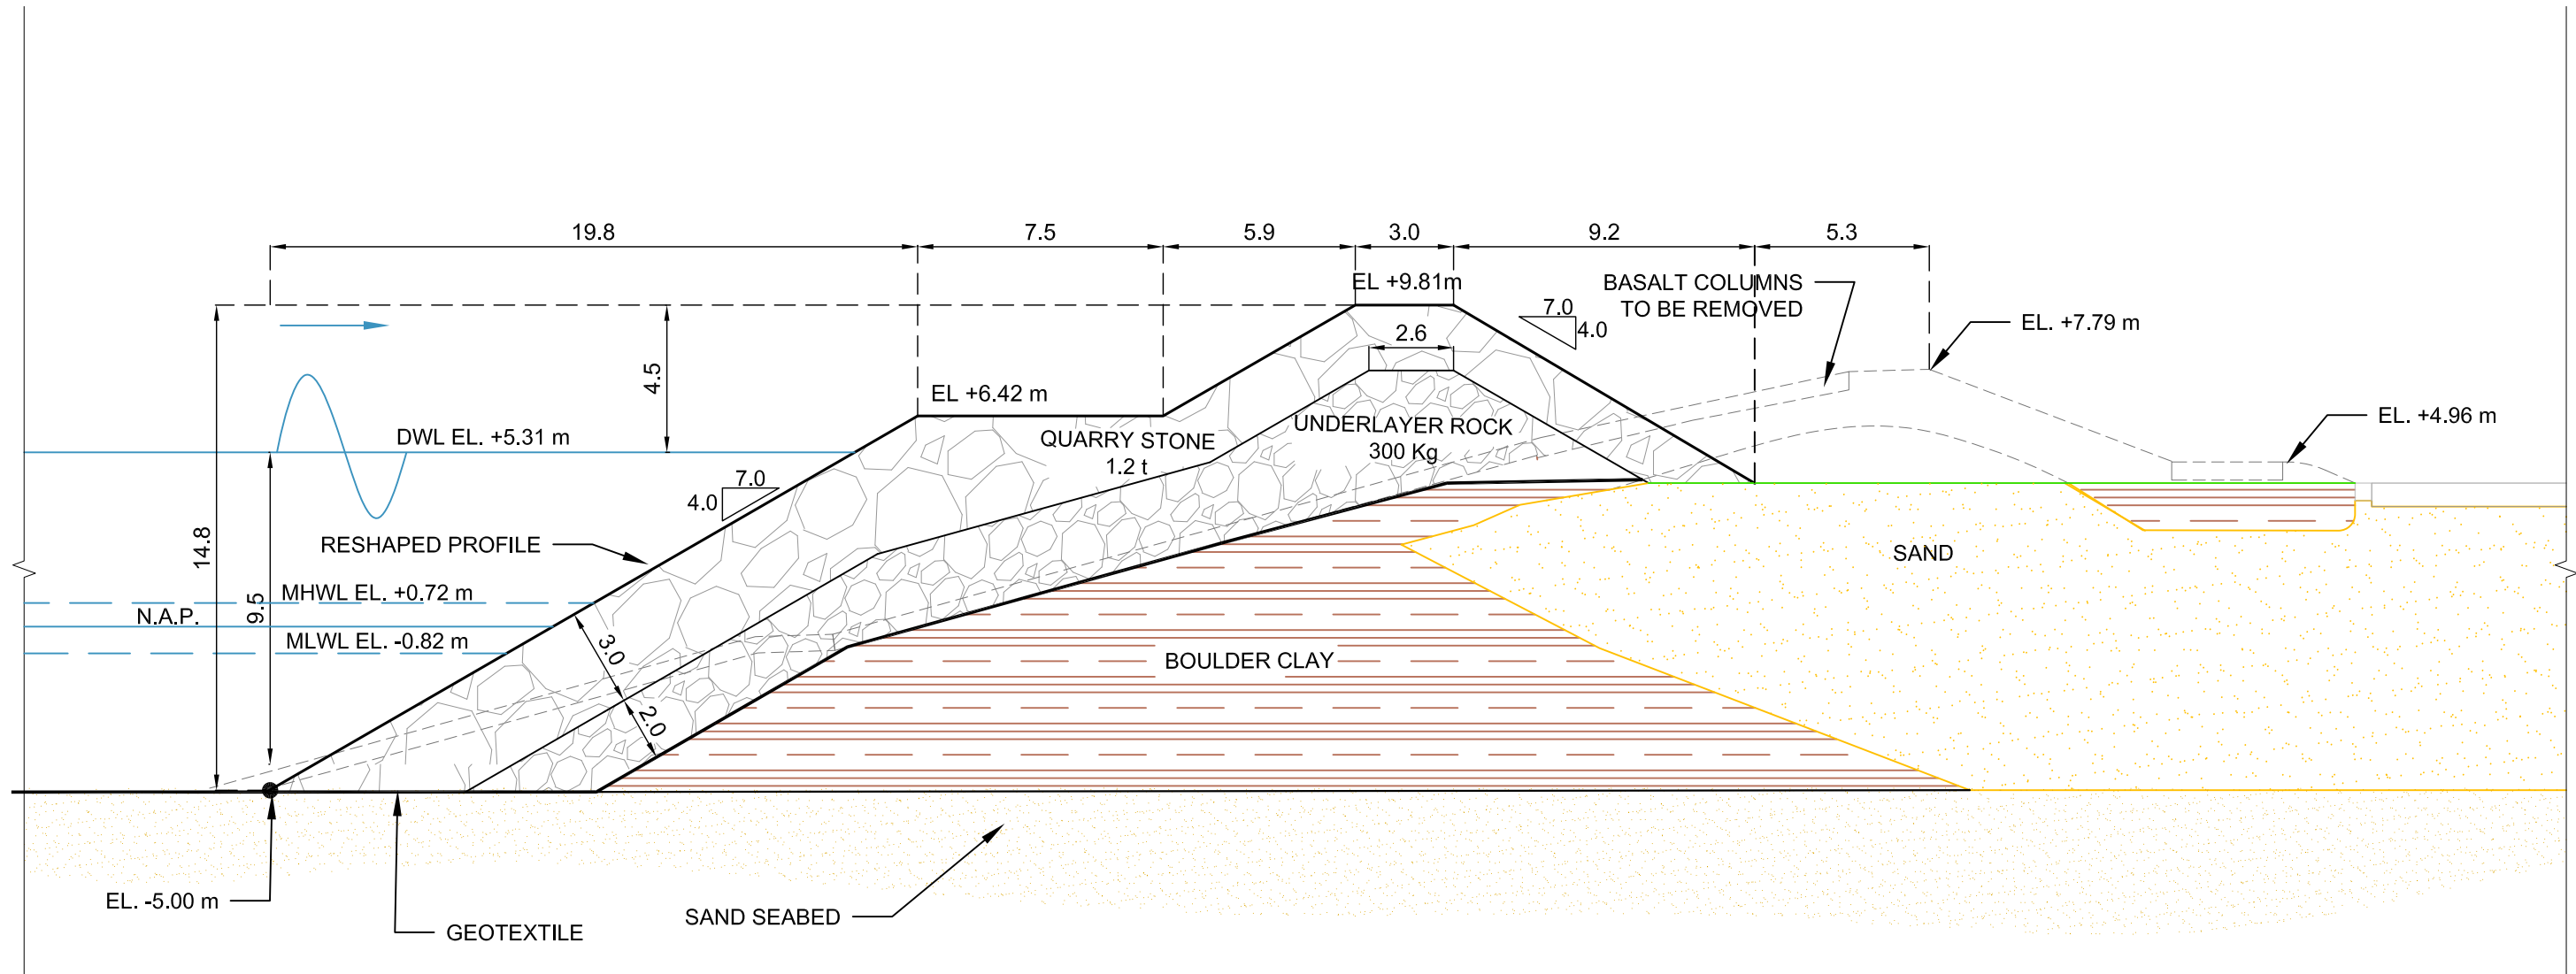 19.8
7.5
5.9
3.0
9.2
5.3
EL +9.81m
BASALT COLUMNS
TO BE REMOVED
7.0
4.0
EL. +7.79 m
2.6
4.5
EL +6.42 m
EL. +4.96 m
UNDERLAYER ROCK
300 Kg
DWL EL. +5.31 m
QUARRY STONE
1.2 t
7.0
4.0
14.8
RESHAPED PROFILE
SAND
9.5
MHWL EL. +0.72 m
N.A.P.
MLWL EL. -0.82 m
3.0
BOULDER CLAY
2.0
EL. -5.00 m
SAND SEABED
GEOTEXTILE